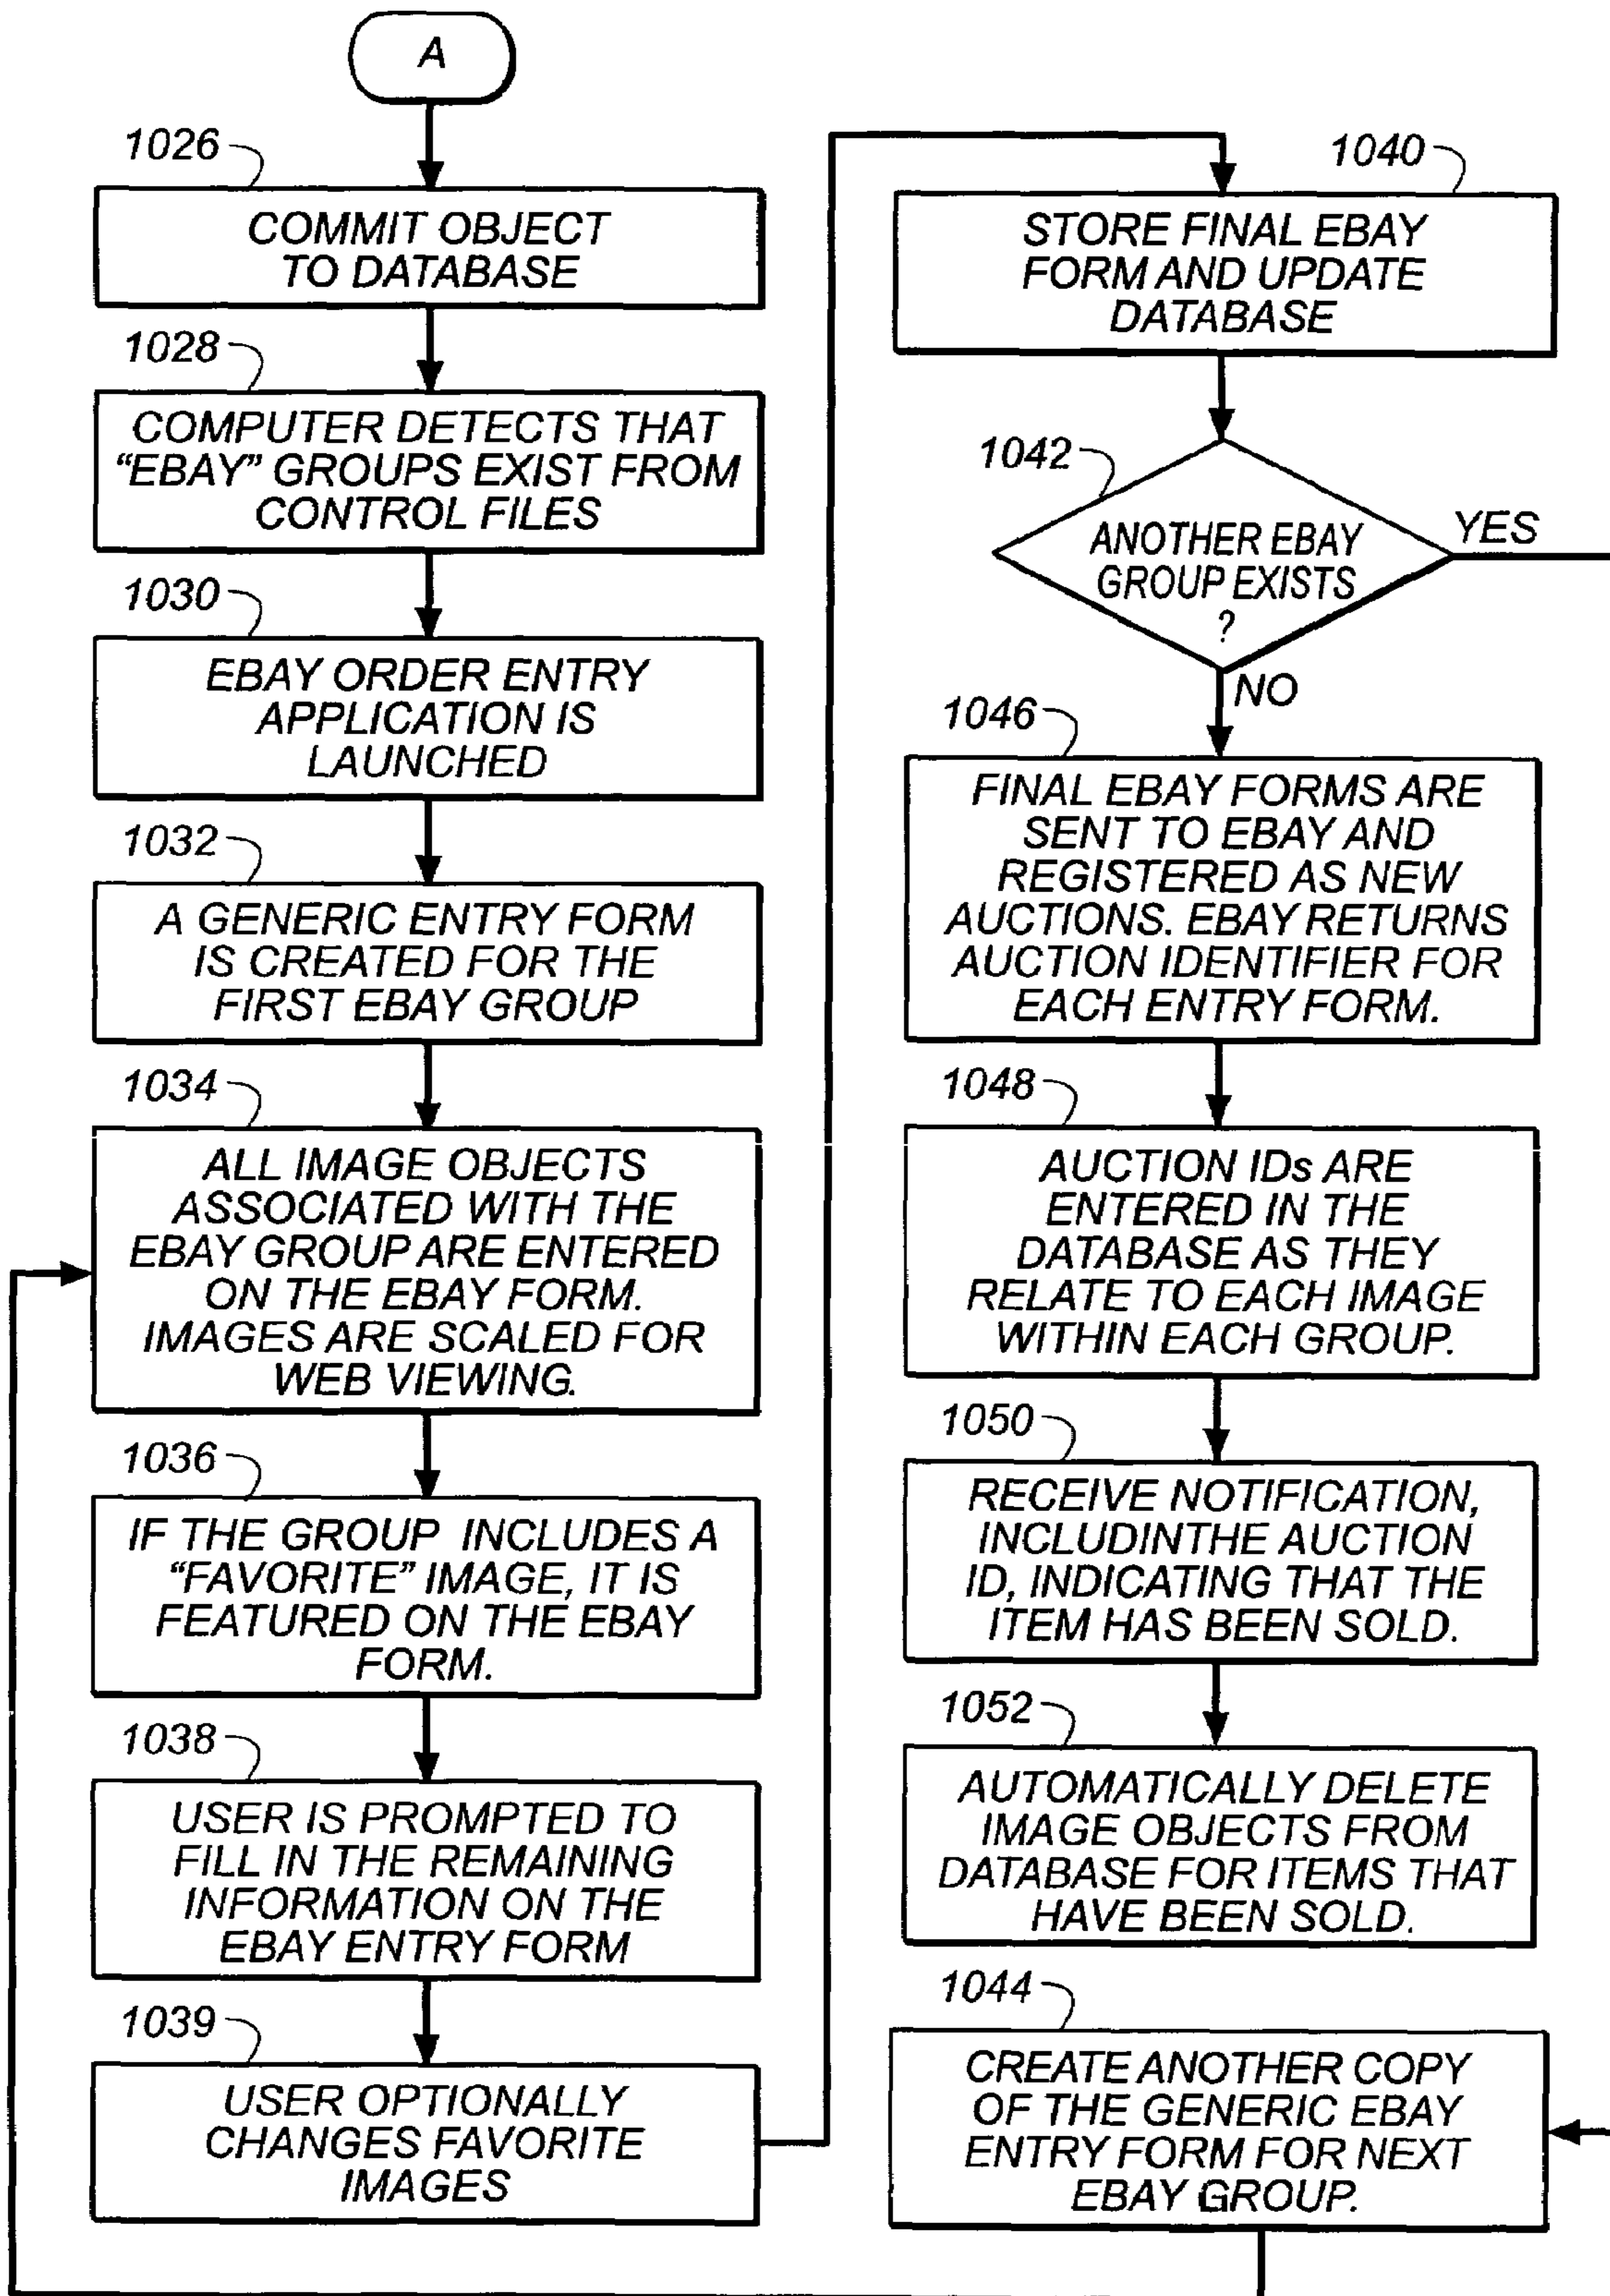 A
1026
COMMIT OBJECT
TO DATABASE
1028
COMPUTER DETECTS THAT
“EBAY” GROUPS EXIST FROM
CONTROL FILES
1030
EBAY ORDER ENTRY
APPLICATION IS
LAUNCHED
1032
A GENERIC ENTRY FORM
IS CREATED FOR THE
FIRST EBAY GROUP
1034
ALL IMAGE OBJECTS
ASSOCIATED WITH THE
EBAY GROUP ARE ENTERED
ON THE EBAY FORM.
IMAGES ARE SCALED FOR
WEB VIEWING.
1036
IF THE GROUP INCLUDES A
“FAVORITE” IMAGE, IT IS
FEATURED ON THE EBAY
FORM.
1038
USER IS PROMPTED TO
FILL IN THE REMAINING
INFORMATION ON THE
EBAY ENTRY FORM
1039
USER OPTIONALLY
CHANGES FAVORITE
IMAGES
1040
STORE FINAL EBAY
FORM AND UPDATE
DATABASE
1042
ANOTHER EBAY
GROUP EXISTS
?
YES
NO
1046
FINAL EBAY FORMS ARE
SENT TO EBAY AND
REGISTERED AS NEW
AUCTIONS. EBAY RETURNS
AUCTION IDENTIFIER FOR
EACH ENTRY FORM.
1048
AUCTION IDs ARE
ENTERED IN THE
DATABASE AS THEY
RELATE TO EACH IMAGE
WITHIN EACH GROUP.
1050
RECEIVE NOTIFICATION,
INCLUDINTHE AUCTION
ID, INDICATING THAT THE
ITEM HAS BEEN SOLD.
1052
AUTOMATICALLY DELETE
IMAGE OBJECTS FROM
DATABASE FOR ITEMS THAT
HAVE BEEN SOLD.
1044
CREATE ANOTHER COPY
OF THE GENERIC EBAY
ENTRY FORM FOR NEXT
EBAY GROUP.